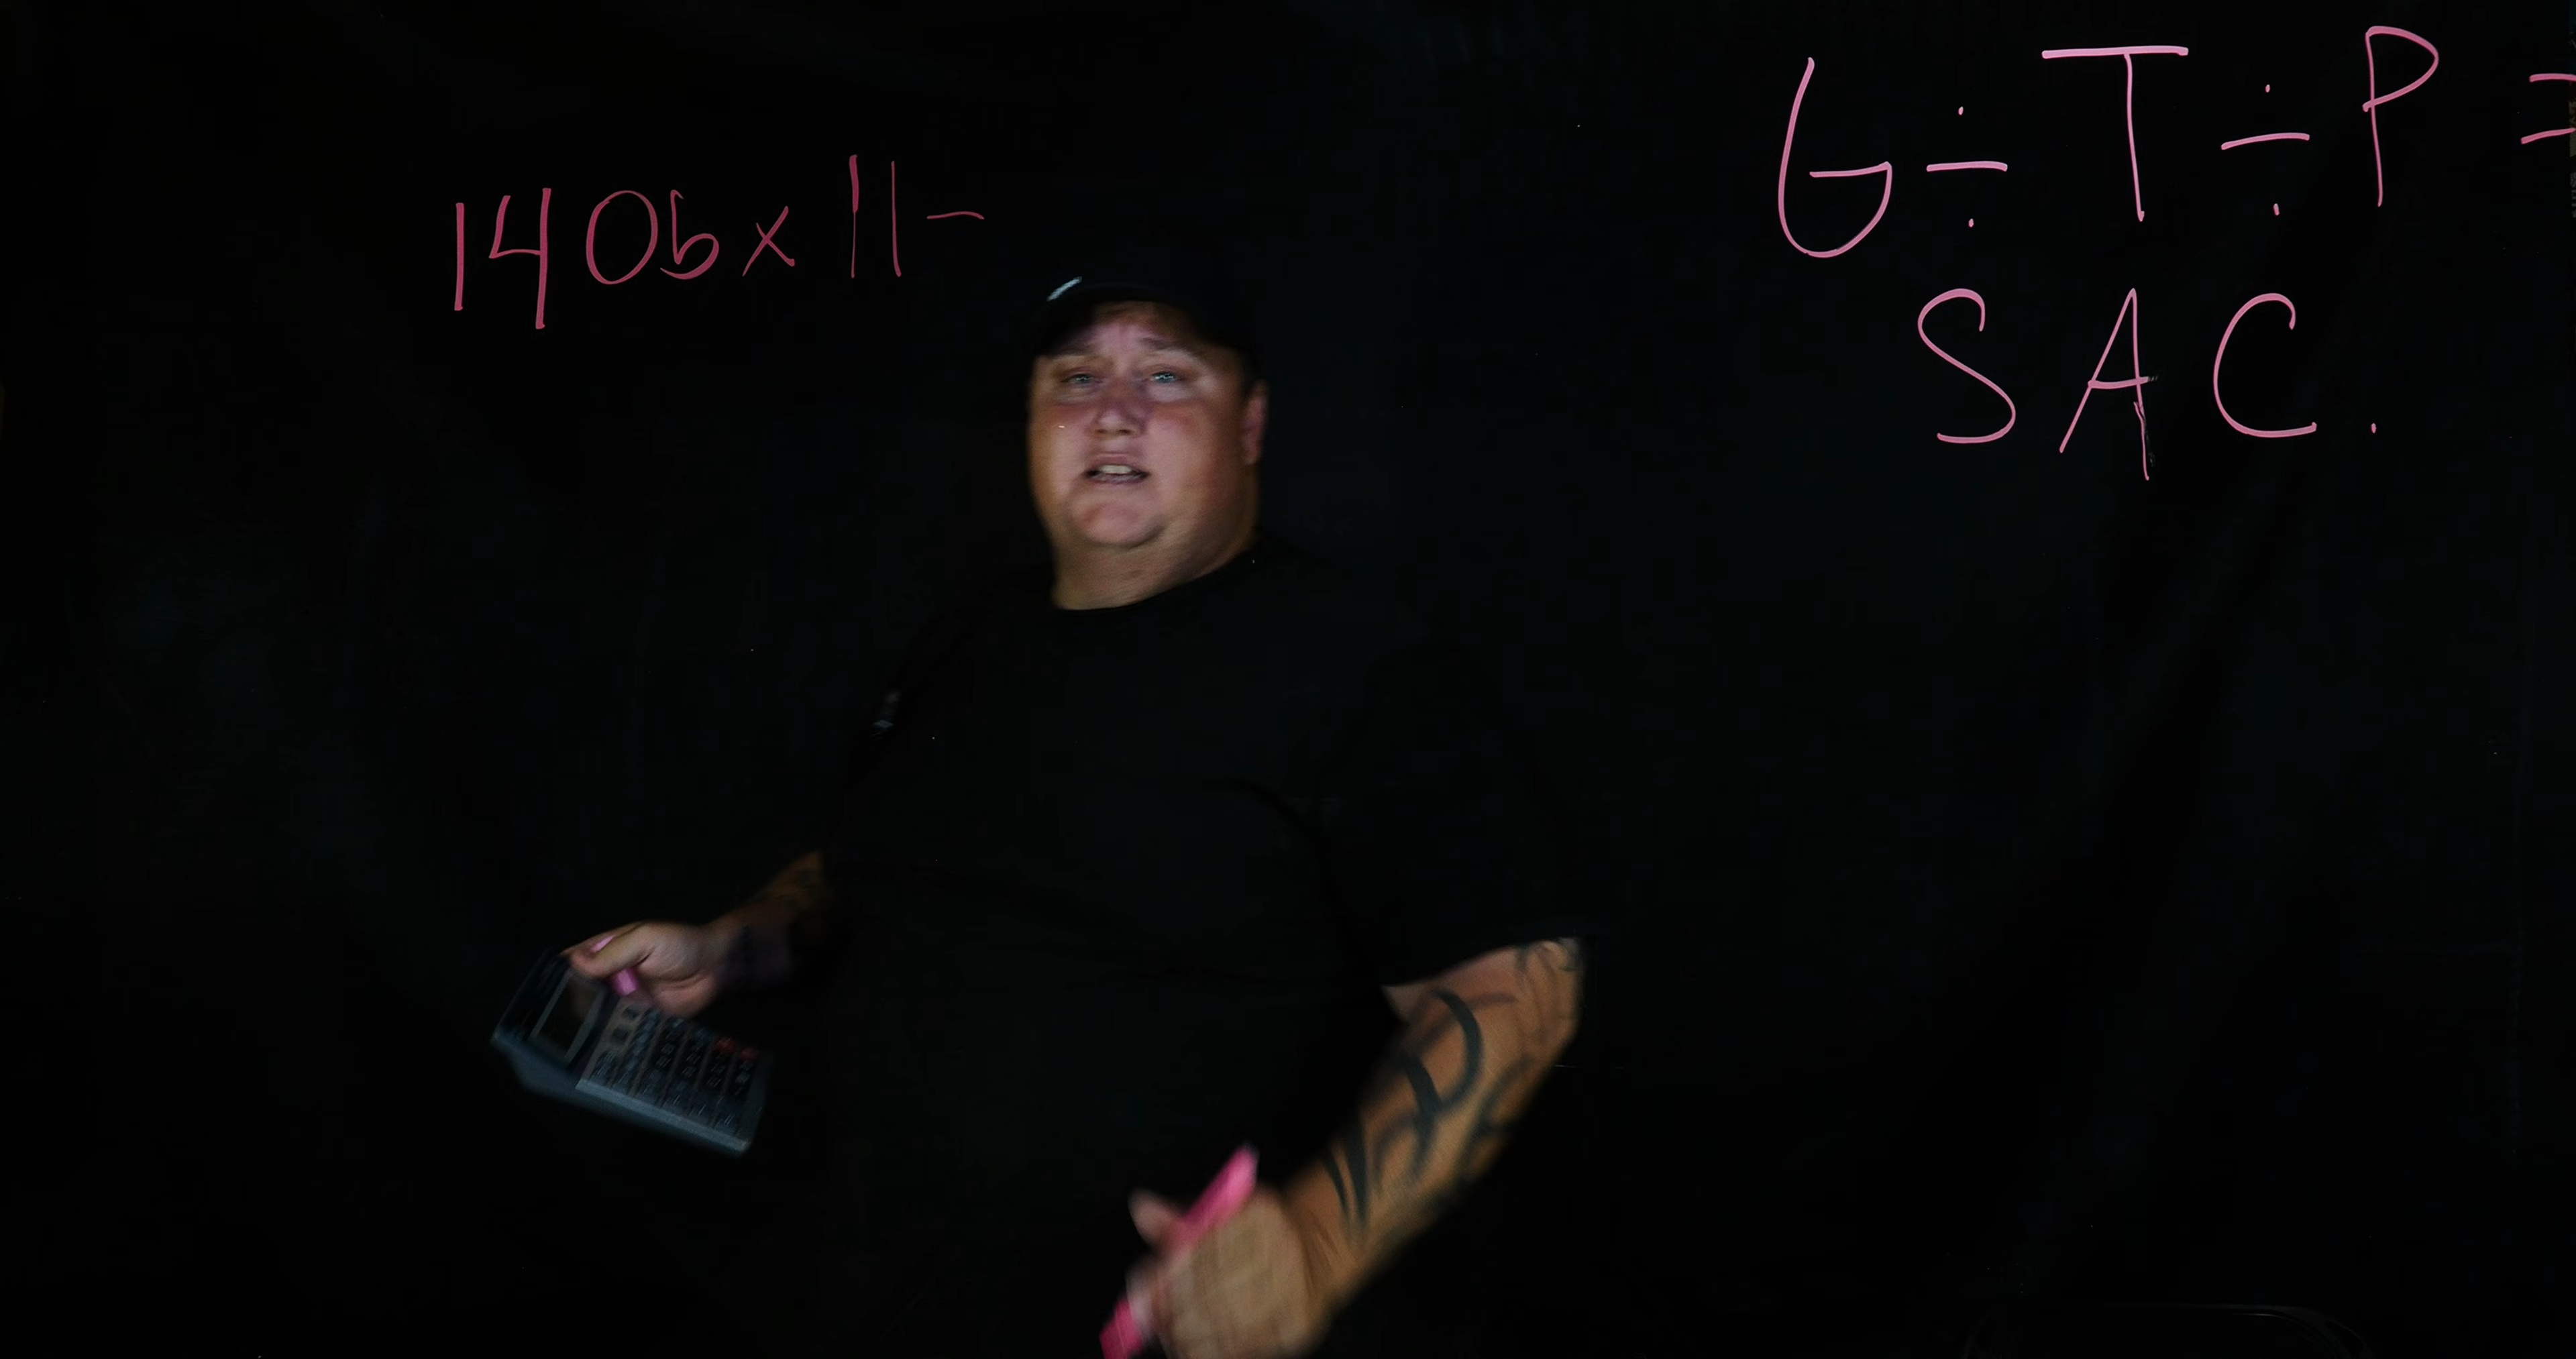 1406 x 11-
G ÷ T ÷ P =
SAC.